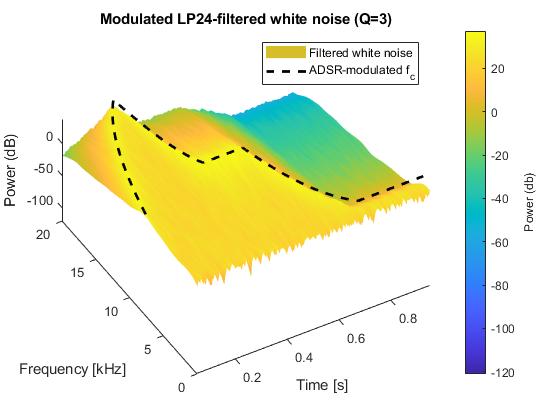 Modulated LP24-filtered white noise (Q=3)
Filtered white noise
ADSR-modulated fc
Power (dB)
0
-50
-100
20
15
10
5
0
Frequency [kHz]
0.2
0.4
0.6
0.8
Time [s]
20
0
-20
-40
-60
-80
-100
-120
Power (db)